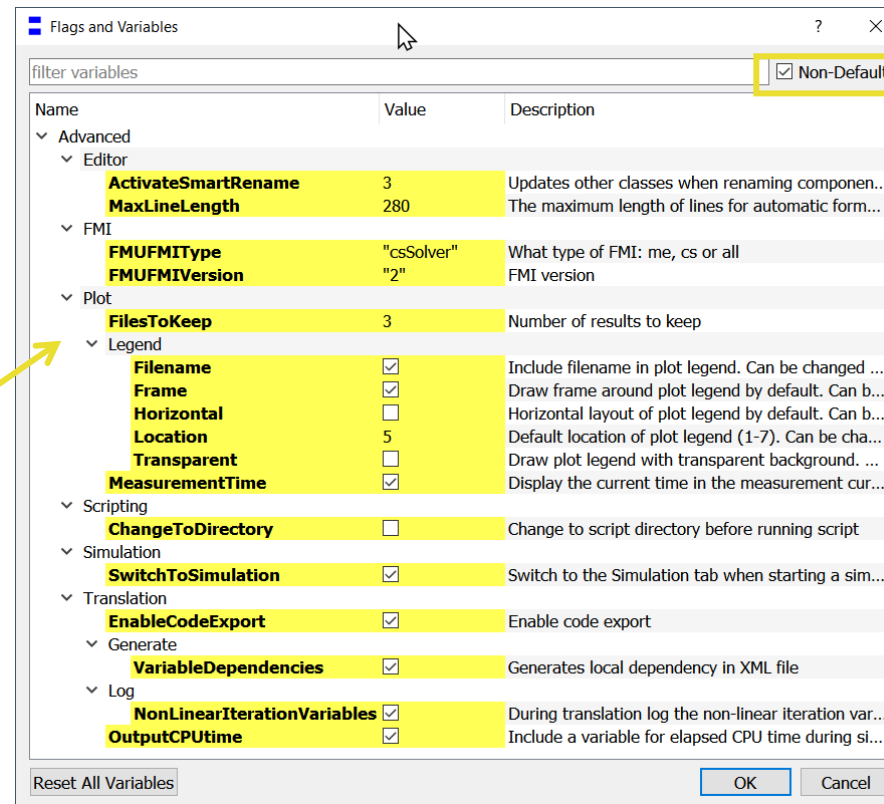 Flags and Variables ?
filter variables Non-Default
Name Value Description
Advanced
Editor
ActivateSmartRename 3 Updates other classes when renaming componen...
MaxLineLength 280 The maximum length of lines for automatic form...
FMI
FMUFMIType "csSolver" What type of FMI: me, cs or all
FMUFMIVersion "2" FMI version
Plot
FilesToKeep 3 Number of results to keep
Legend
Filename Include filename in plot legend. Can be changed ...
Frame Draw frame around plot legend by default. Can b...
Horizontal Horizontal layout of plot legend by default. Can b...
Location 5 Default location of plot legend (1-7). Can be cha...
Transparent Draw plot legend with transparent background. ...
MeasurementTime Display the current time in the measurement cur...
Scripting
ChangeToDirectory Change to script directory before running script
Simulation
SwitchToSimulation Switch to the Simulation tab when starting a sim...
Translation
EnableCodeExport Enable code export
Generate
VariableDependencies Generates local dependency in XML file
Log
NonLinearIterationVariables During translation log the non-linear iteration var...
OutputCPUtime Include a variable for elapsed CPU time during si...
Reset All Variables OK Cancel